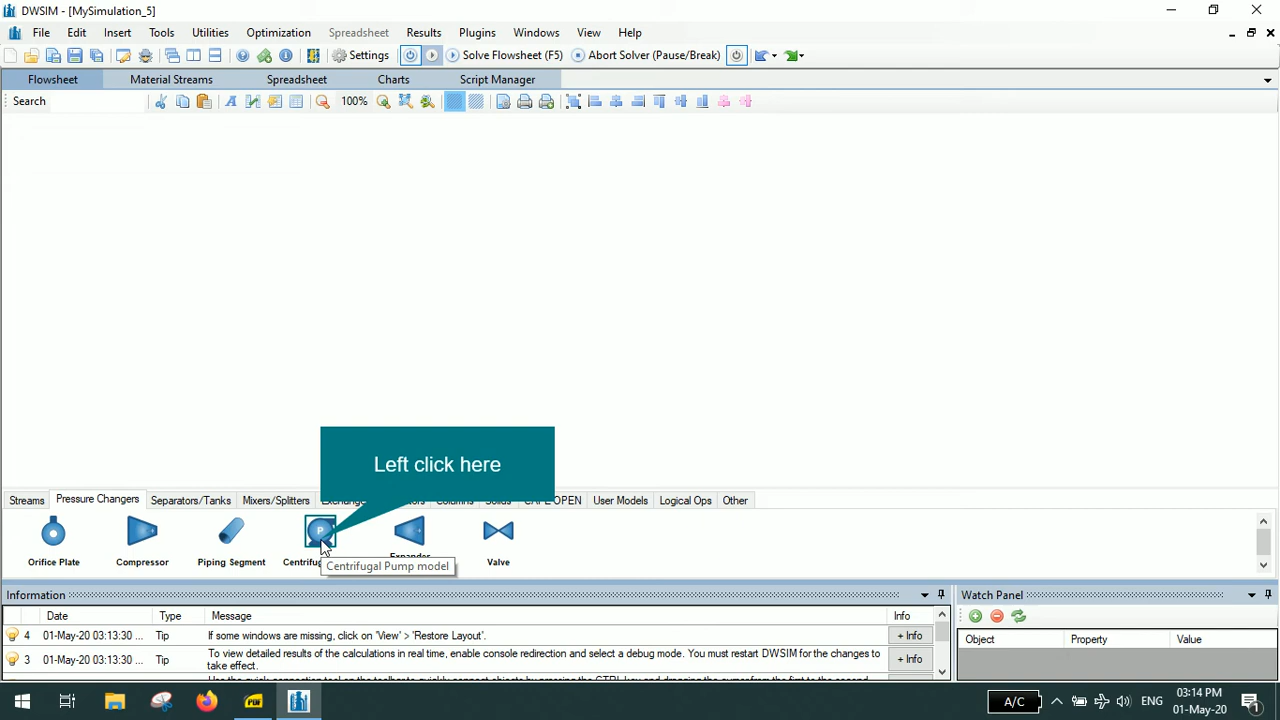 DWSIM - [MySimulation_5]
File Edit Insert Tools Utilities Optimization Spreadsheet Results Plugins Windows View Help
Settings Solve Flowsheet (F5) Abort Solver (Pause/Break)
Flowsheet Material Streams Spreadsheet Charts Script Manager
Search 100%
Left click here
Streams Pressure Changers Separators/Tanks Mixers/Splitters CAPE OPEN User Models Logical Ops Other
P
Orifice Plate Compressor Piping Segment Valve
Centrifugal Pump model
Information Watch Panel
Date Type Message Info
4 01-May-20 03:13:30 ... Tip If some windows are missing, click on 'View' > 'Restore Layout'. + Info
Object Property Value
3 01-May-20 03:13:30 ... Tip To view detailed results of the calculations in real time, enable console redirection and select a debug mode. You must restart DWSIM for the changes to take effect. + Info
PDF A/C ENG 03:14 PM
01-May-20 1